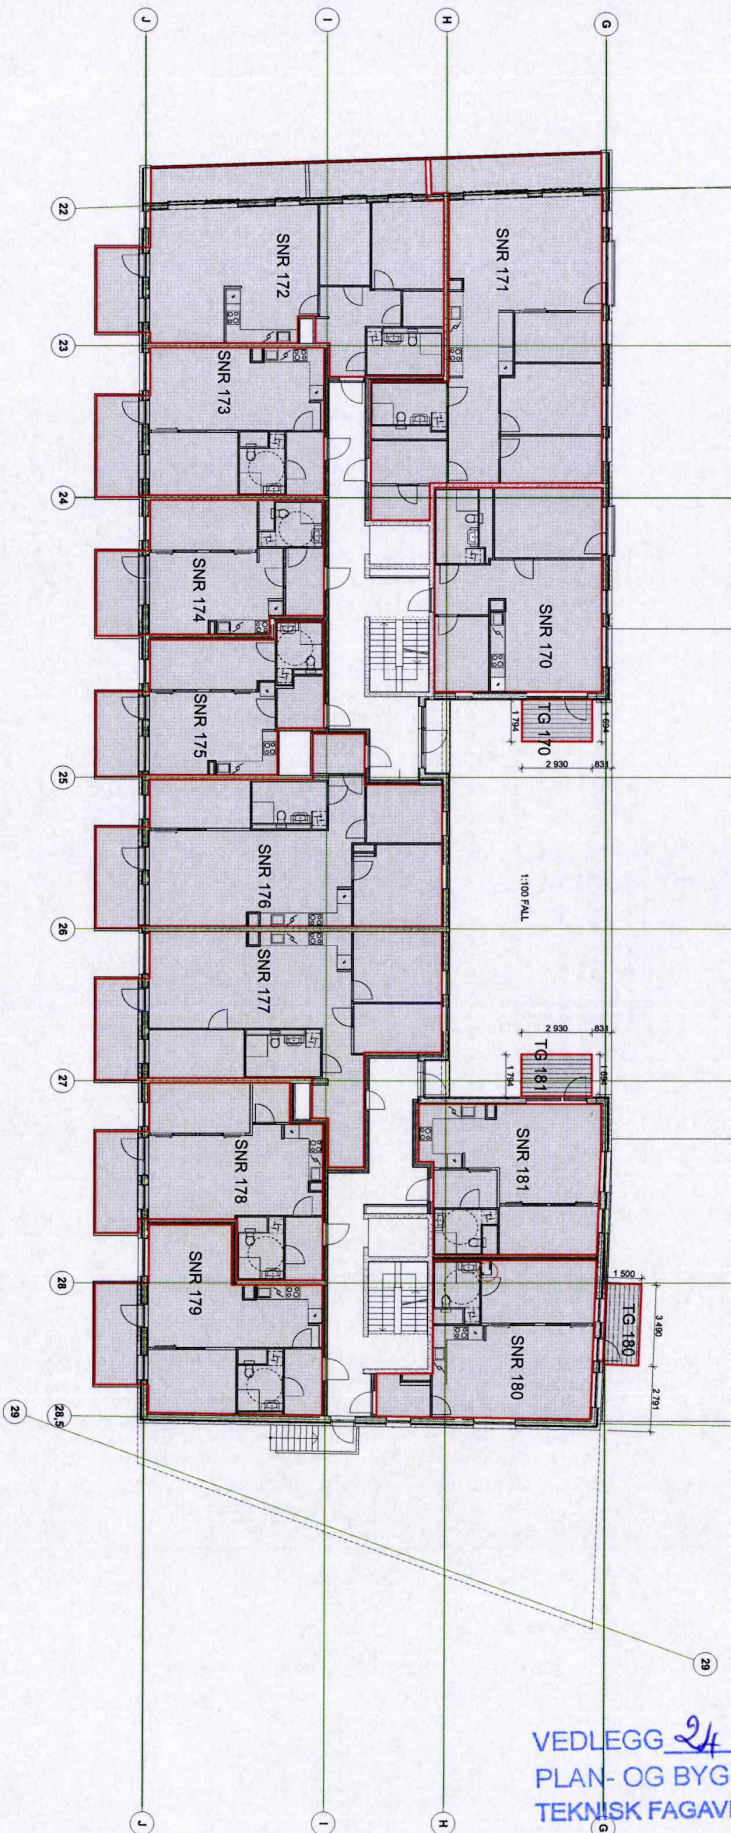 J
I
H
G
22
SNR 172
SNR 171
23
SNR 173
24
SNR 174
SNR 170
TG 170
1 794
1 694
SNR 175
2 930
831
25
SNR 176
1:100 FALL
26
SNR 177
2 930
831
TG 181
1 794
1 694
27
SNR 181
SNR 178
SNR 179
28
1 500
TG 180
3 490
SNR 180
2 791
29
28,5
29
VEDLEGG 24
PLAN- OG BYG
TEKNISK FAGAV
J
I
H
G